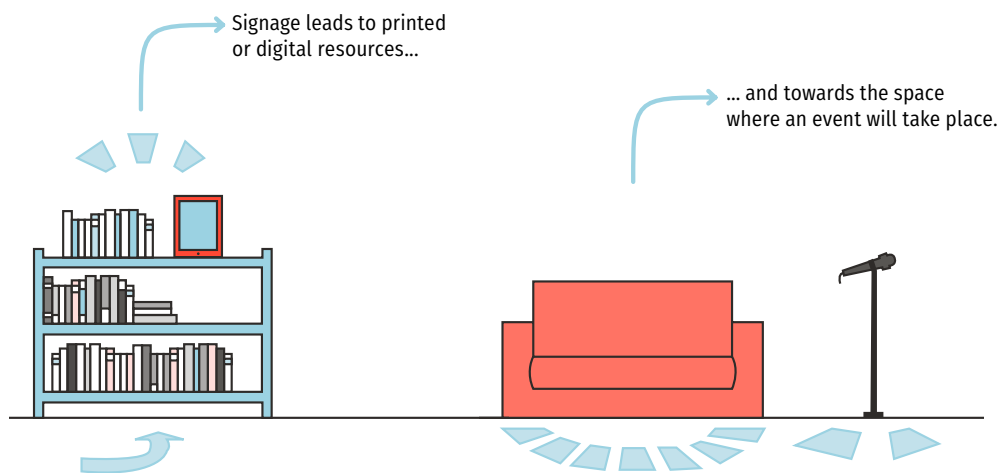 Signage leads to printed
or digital resources...
... and towards the space
where an event will take place.